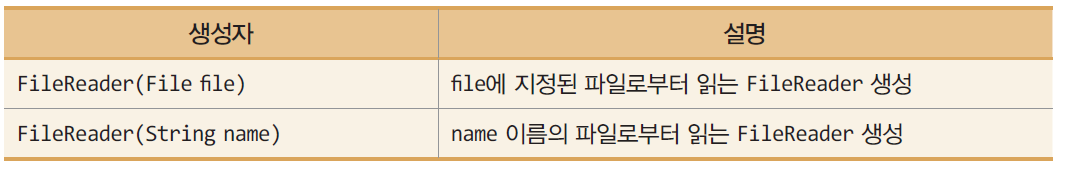 생성자 설명
FileReader(File file) file에 지정된 파일로부터 읽는 FileReader 생성
FileReader(String name) name 이름의 파일로부터 읽는 FileReader 생성